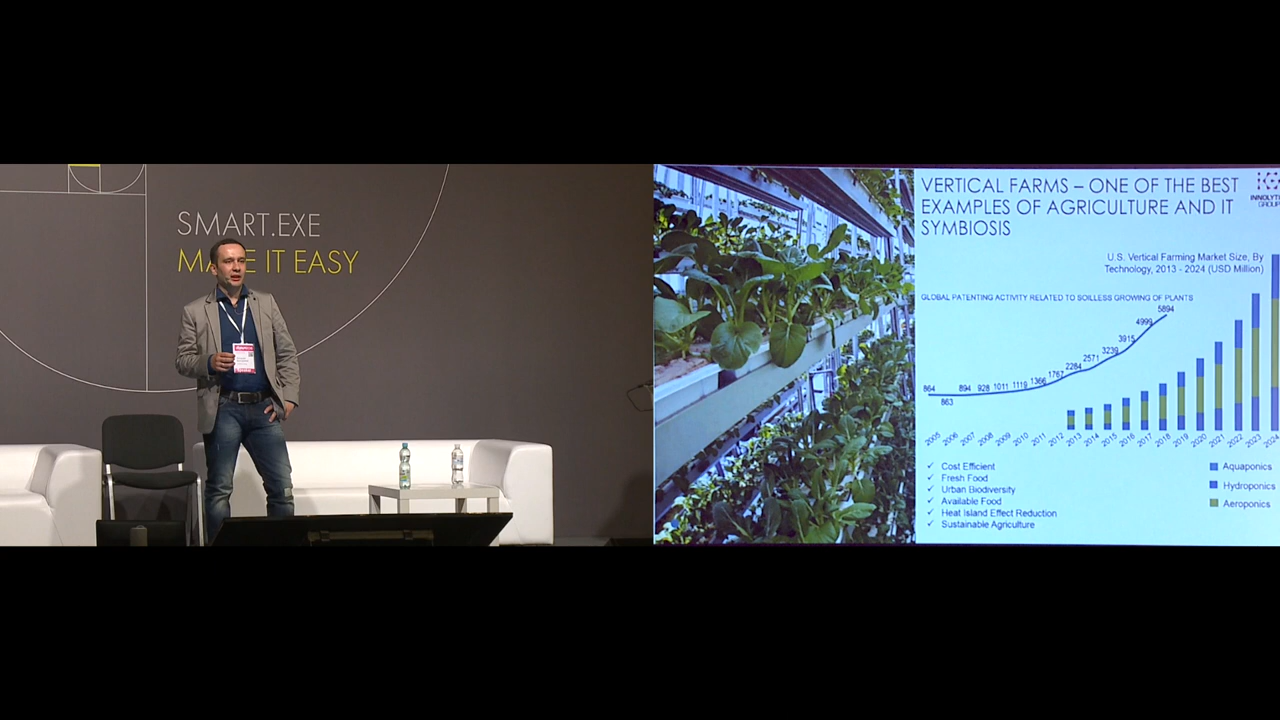 SMART.EXE
MAKE IT EASY
VERTICAL FARMS – ONE OF THE BEST
EXAMPLES OF AGRICULTURE AND IT
SYMBIOSIS
INNOLYTI
GROUP
U.S. Vertical Farming Market Size, By
Technology, 2013 - 2024 (USD Million)
GLOBAL PATENTING ACTIVITY RELATED TO SOILLESS GROWING OF PLANTS
864 863 894 928 1011 1119 1366 1767 2284 2571 3239 3915 4999 5894
2005 2006 2007 2008 2009 2010 2011 2012 2013 2014 2015 2016 2017 2018 2019 2020 2021 2022 2023 2024
✓ Cost Efficient
✓ Fresh Food
✓ Urban Biodiversity
✓ Available Food
✓ Heat Island Effect Reduction
✓ Sustainable Agriculture
Aquaponics
Hydroponics
Aeroponics